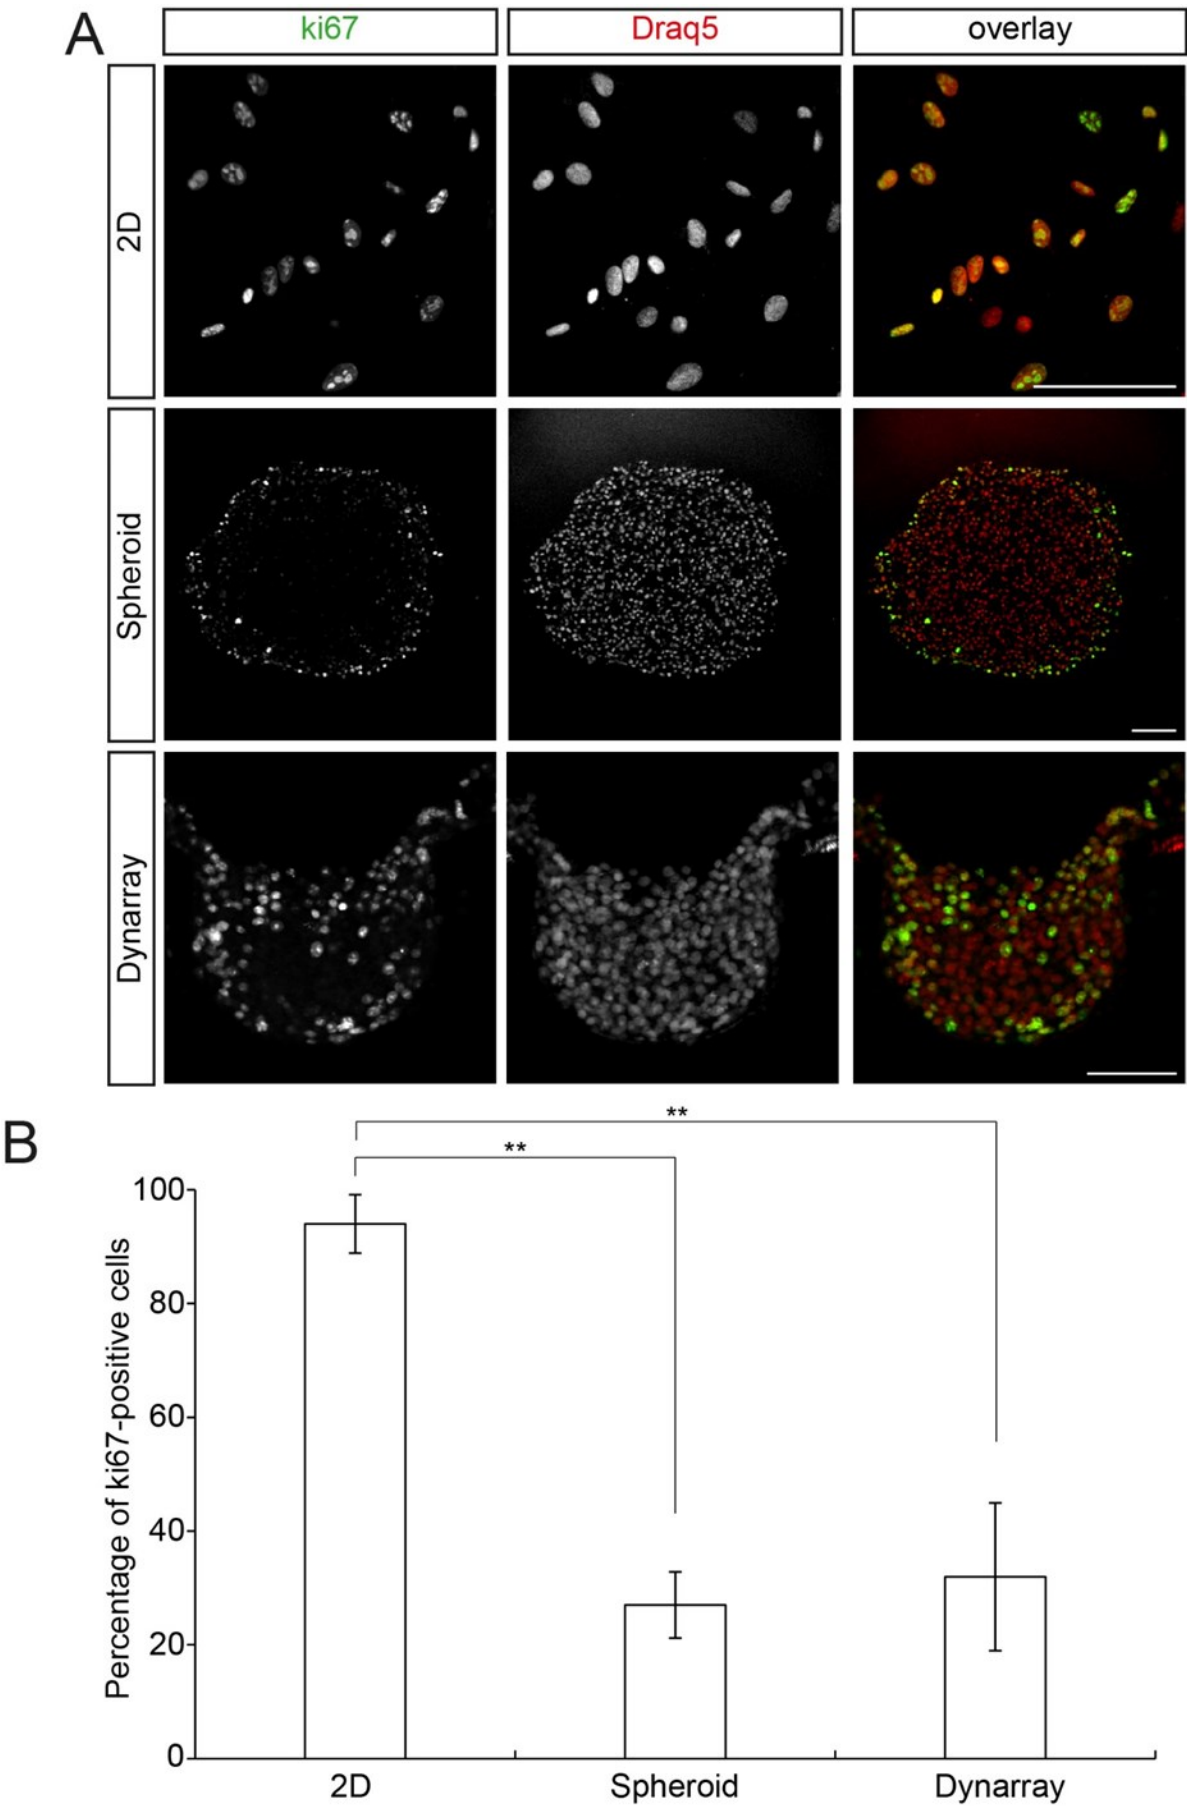 A
ki67
Draq5
overlay
2D
Spheroid
Dynarray
B
**
**
Percentage of ki67-positive cells
100
80
60
40
20
0
2D
Spheroid
Dynarray